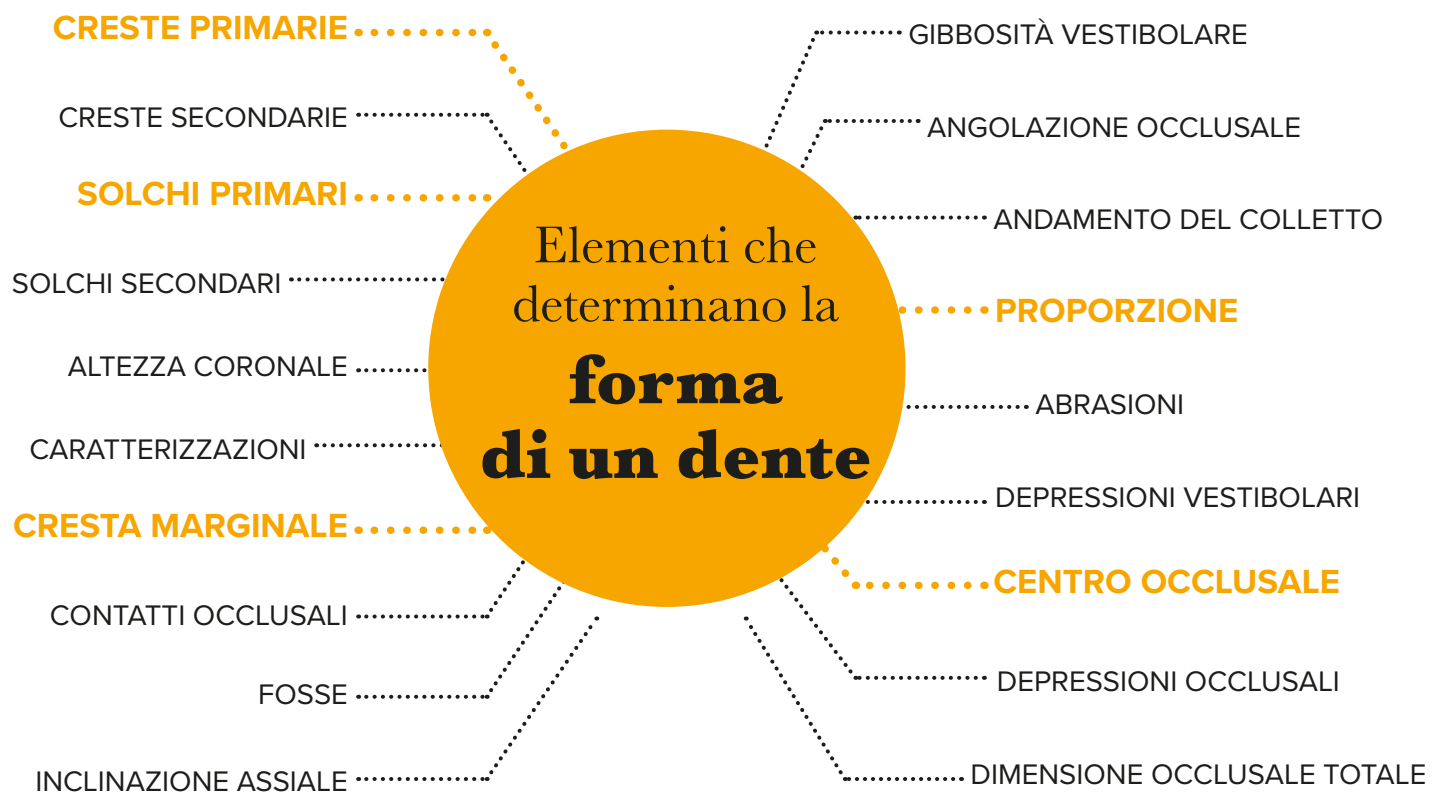 CRESTE PRIMARIE
CRESTE SECONDARIE
SOLCHI PRIMARI
SOLCHI SECONDARI
ALTEZZA CORONALE
CARATTERIZZAZIONI
CRESTA MARGINALE
CONTATTI OCCLUSALI
FOSSE
INCLINAZIONE ASSIALE
Elementi che
determinano la
forma
di un dente
GIBBOSITÀ VESTIBOLARE
ANGOLAZIONE OCCLUSALE
ANDAMENTO DEL COLLETTO
PROPORZIONE
ABRASIONI
DEPRESSIONI VESTIBOLARI
CENTRO OCCLUSALE
DEPRESSIONI OCCLUSALI
DIMENSIONE OCCLUSALE TOTALE